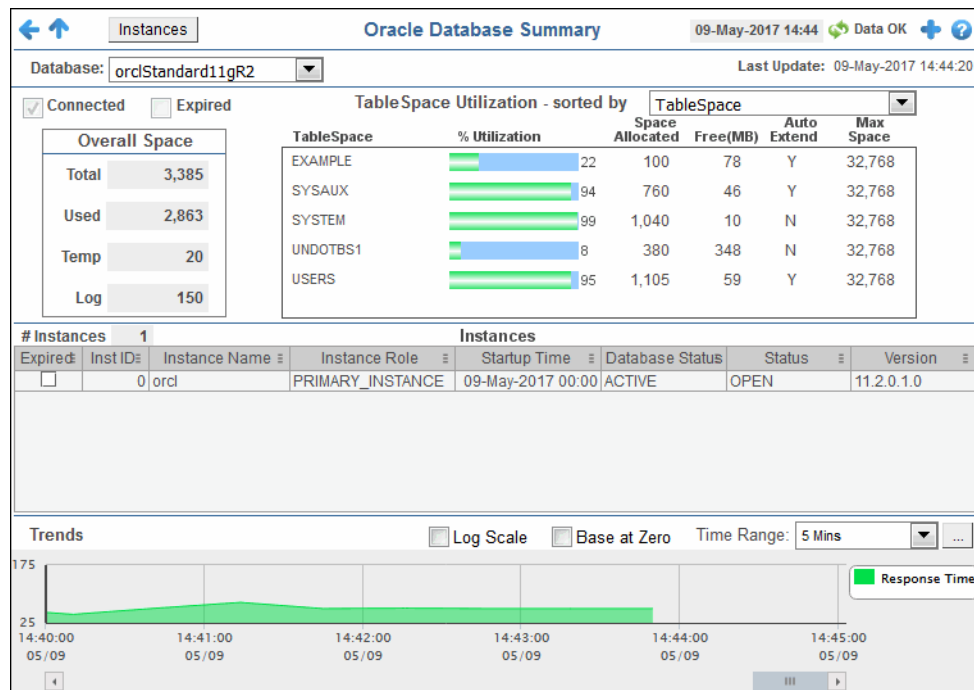 Instances Oracle Database Summary 09-May-2017 14:44 Data OK
Database: orclStandard11gR2 Last Update: 09-May-2017 14:44:20
Connected Expired TableSpace Utilization - sorted by TableSpace
Overall Space
Total 3,385
Used 2,863
Temp 20
Log 150
TableSpace % Utilization Space Allocated Free(MB) Auto Extend Max Space
EXAMPLE 22 100 78 Y 32,768
SYSAUX 94 760 46 Y 32,768
SYSTEM 99 1,040 10 N 32,768
UNDOTBS1 8 380 348 N 32,768
USERS 95 1,105 59 Y 32,768
# Instances 1 Instances
Expired Inst ID Instance Name Instance Role Startup Time Database Status Status Version
0 orcl PRIMARY_INSTANCE 09-May-2017 00:00 ACTIVE OPEN 11.2.0.1.0
Trends Log Scale Base at Zero Time Range: 5 Mins ...
175
25
Response Time
14:40:00 14:41:00 14:42:00 14:43:00 14:44:00 14:45:00
05/09 05/09 05/09 05/09 05/09 05/09